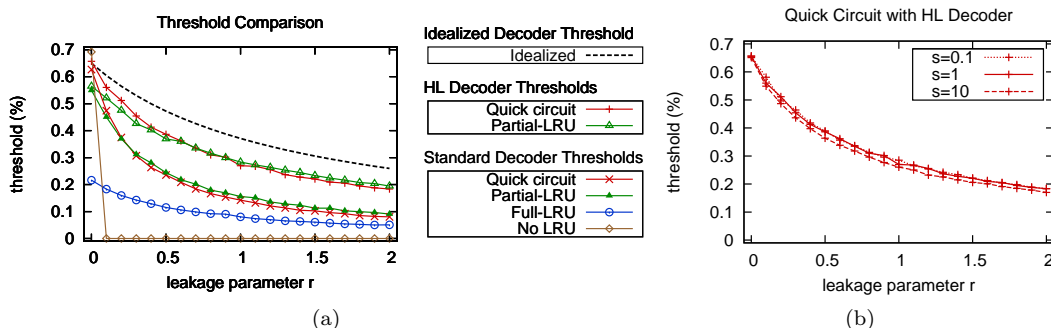 Threshold Comparison
threshold (%)
0.7
0.6
0.5
0.4
0.3
0.2
0.1
0
0 0.5 1 1.5 2
leakage parameter r
(a)
Idealized Decoder Threshold
Idealized
HL Decoder Thresholds
Quick circuit
Partial-LRU
Standard Decoder Thresholds
Quick circuit
Partial-LRU
Full-LRU
No LRU
Quick Circuit with HL Decoder
threshold (%)
0.7
0.6
0.5
0.4
0.3
0.2
0.1
0
s=0.1
s=1
s=10
0 0.5 1 1.5 2
leakage parameter r
(b)